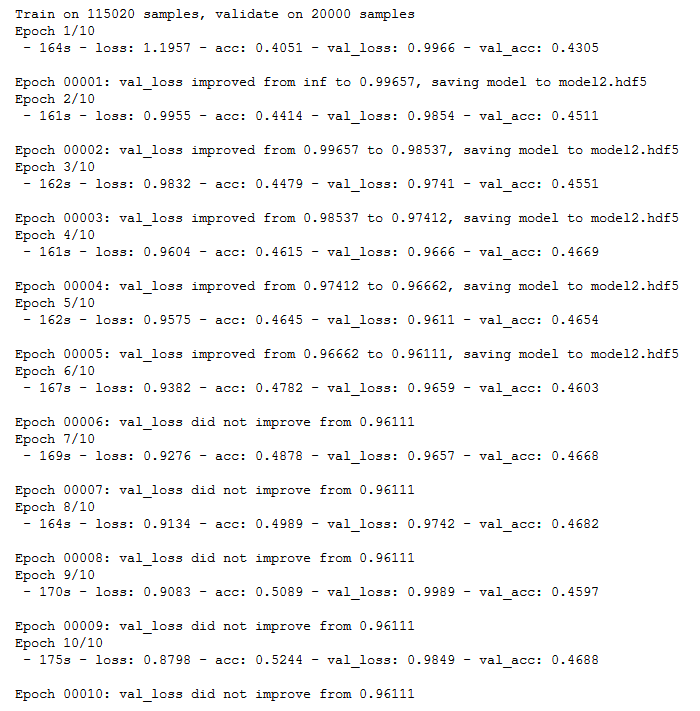 Train on 115020 samples, validate on 20000 samples
Epoch 1/10
 - 164s - loss: 1.1957 - acc: 0.4051 - val_loss: 0.9966 - val_acc: 0.4305

Epoch 00001: val_loss improved from inf to 0.99657, saving model to model2.hdf5
Epoch 2/10
 - 161s - loss: 0.9955 - acc: 0.4414 - val_loss: 0.9854 - val_acc: 0.4511

Epoch 00002: val_loss improved from 0.99657 to 0.98537, saving model to model2.hdf5
Epoch 3/10
 - 162s - loss: 0.9832 - acc: 0.4479 - val_loss: 0.9741 - val_acc: 0.4551

Epoch 00003: val_loss improved from 0.98537 to 0.97412, saving model to model2.hdf5
Epoch 4/10
 - 161s - loss: 0.9604 - acc: 0.4615 - val_loss: 0.9666 - val_acc: 0.4669

Epoch 00004: val_loss improved from 0.97412 to 0.96662, saving model to model2.hdf5
Epoch 5/10
 - 162s - loss: 0.9575 - acc: 0.4645 - val_loss: 0.9611 - val_acc: 0.4654

Epoch 00005: val_loss improved from 0.96662 to 0.96111, saving model to model2.hdf5
Epoch 6/10
 - 167s - loss: 0.9382 - acc: 0.4782 - val_loss: 0.9659 - val_acc: 0.4603

Epoch 00006: val_loss did not improve from 0.96111
Epoch 7/10
 - 169s - loss: 0.9276 - acc: 0.4878 - val_loss: 0.9657 - val_acc: 0.4668

Epoch 00007: val_loss did not improve from 0.96111
Epoch 8/10
 - 164s - loss: 0.9134 - acc: 0.4989 - val_loss: 0.9742 - val_acc: 0.4682

Epoch 00008: val_loss did not improve from 0.96111
Epoch 9/10
 - 170s - loss: 0.9083 - acc: 0.5089 - val_loss: 0.9989 - val_acc: 0.4597

Epoch 00009: val_loss did not improve from 0.96111
Epoch 10/10
 - 175s - loss: 0.8798 - acc: 0.5244 - val_loss: 0.9849 - val_acc: 0.4688

Epoch 00010: val_loss did not improve from 0.96111